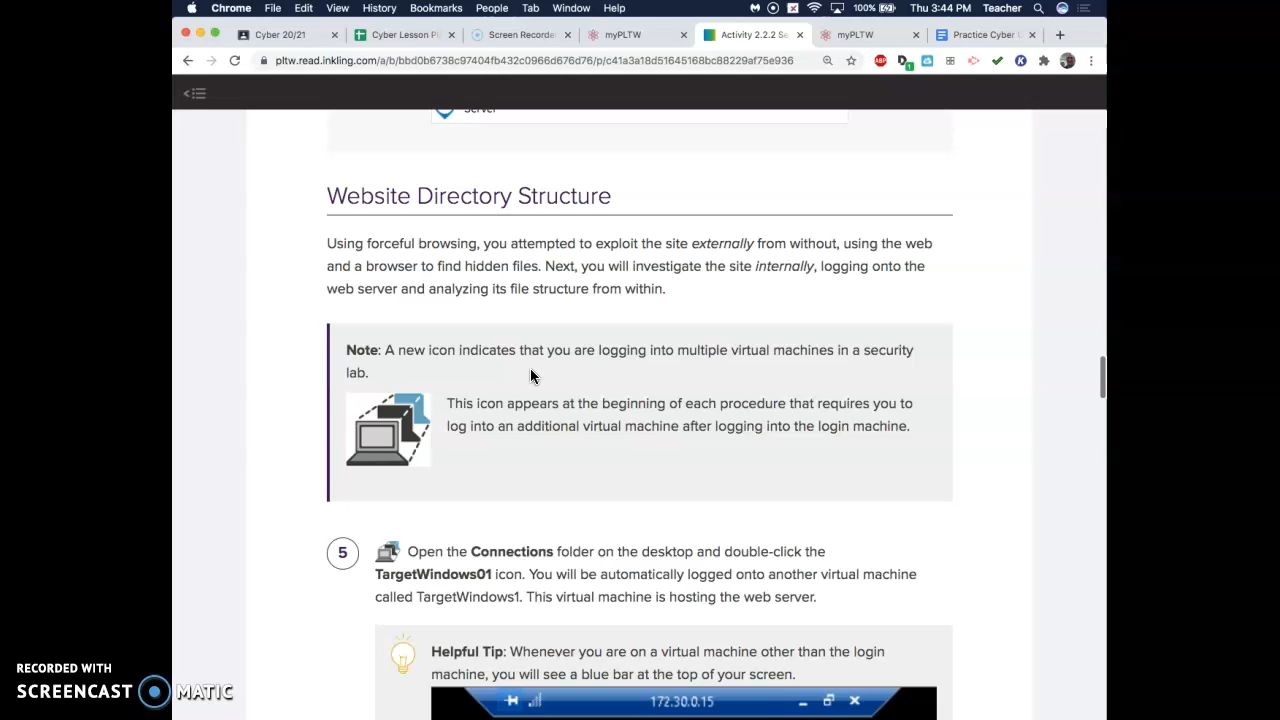 Chrome File Edit View History Bookmarks People Tab Window Help 100% Thu 3:44 PM Teacher
Cyber 20/21 Cyber Lesson Pl Screen Recorde myPLTW Activity 2.2.2 Se myPLTW Practice Cyber L
pltw.read.inkling.com/a/b/bbd0b6738c97404fb432c0966d676d76/p/c41a3a18d51645168bc88229af75e936
Server
Website Directory Structure
Using forceful browsing, you attempted to exploit the site externally from without, using the web
and a browser to find hidden files. Next, you will investigate the site internally, logging onto the
web server and analyzing its file structure from within.
Note: A new icon indicates that you are logging into multiple virtual machines in a security
lab.
This icon appears at the beginning of each procedure that requires you to
log into an additional virtual machine after logging into the login machine.
5 Open the Connections folder on the desktop and double-click the
TargetWindows01 icon. You will be automatically logged onto another virtual machine
called TargetWindows1. This virtual machine is hosting the web server.
Helpful Tip: Whenever you are on a virtual machine other than the login
machine, you will see a blue bar at the top of your screen.
172.30.0.15
RECORDED WITH
SCREENCAST MATIC